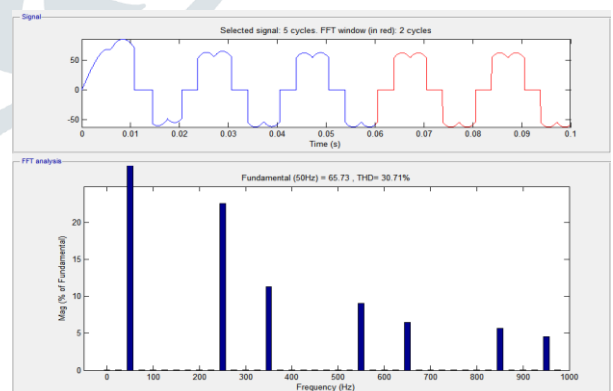 Signal
Selected signal: 5 cycles. FFT window (in red): 2 cycles
50
0
-50
0 0.01 0.02 0.03 0.04 0.05 0.06 0.07 0.08 0.09 0.1
Time (s)
FFT analysis
Fundamental (50Hz) = 65.73 , THD= 30.71%
Mag (% of Fundamental)
20
15
10
5
0
0 100 200 300 400 500 600 700 800 900 1000
Frequency (Hz)